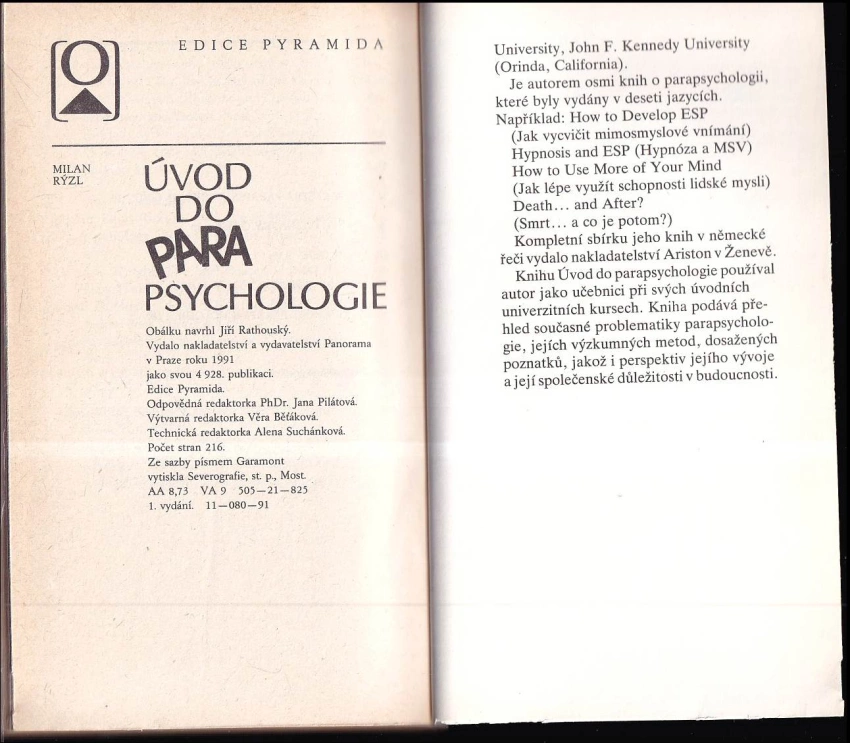 EDICE PYRAMIDA
MILAN
RÝZL
ÚVOD
DO
PARA
PSYCHOLOGIE
Obálku navrhl Jiří Rathouský.
Vydalo nakladatelství a vydavatelství Panorama
v Praze roku 1991
jako svou 4 928. publikaci.
Edice Pyramida.
Odpovědná redaktorka PhDr. Jana Pilátová.
Výtvarná redaktorka Věra Běťáková.
Technická redaktorka Alena Suchánková.
Počet stran 216.
Ze sazby písmem Garamont
vytiskla Severografie, st. p., Most.
AA 8,73 VA 9 505—21—825
1. vydání. 11—080—91
University, John F. Kennedy University
(Orinda, California).
Je autorem osmi knih o parapsychologii,
které byly vydány v deseti jazycích.
Například: How to Develop ESP
(Jak vycvičit mimosmyslové vnímání)
Hypnosis and ESP (Hypnóza a MSV)
How to Use More of Your Mind
(Jak lépe využít schopnosti lidské mysli)
Death... and After?
(Smrt... a co je potom?)
Kompletní sbírku jeho knih v německé
řeči vydalo nakladatelství Ariston v Ženevě.
Knihu Úvod do parapsychologie používal
autor jako učebnici při svých úvodních
univerzitních kursech. Kniha podává pře-
hled současné problematiky parapsycholo-
gie, jejích výzkumných metod, dosažených
poznatků, jakož i perspektiv jejího vývoje
a její společenské důležitosti v budoucnosti.